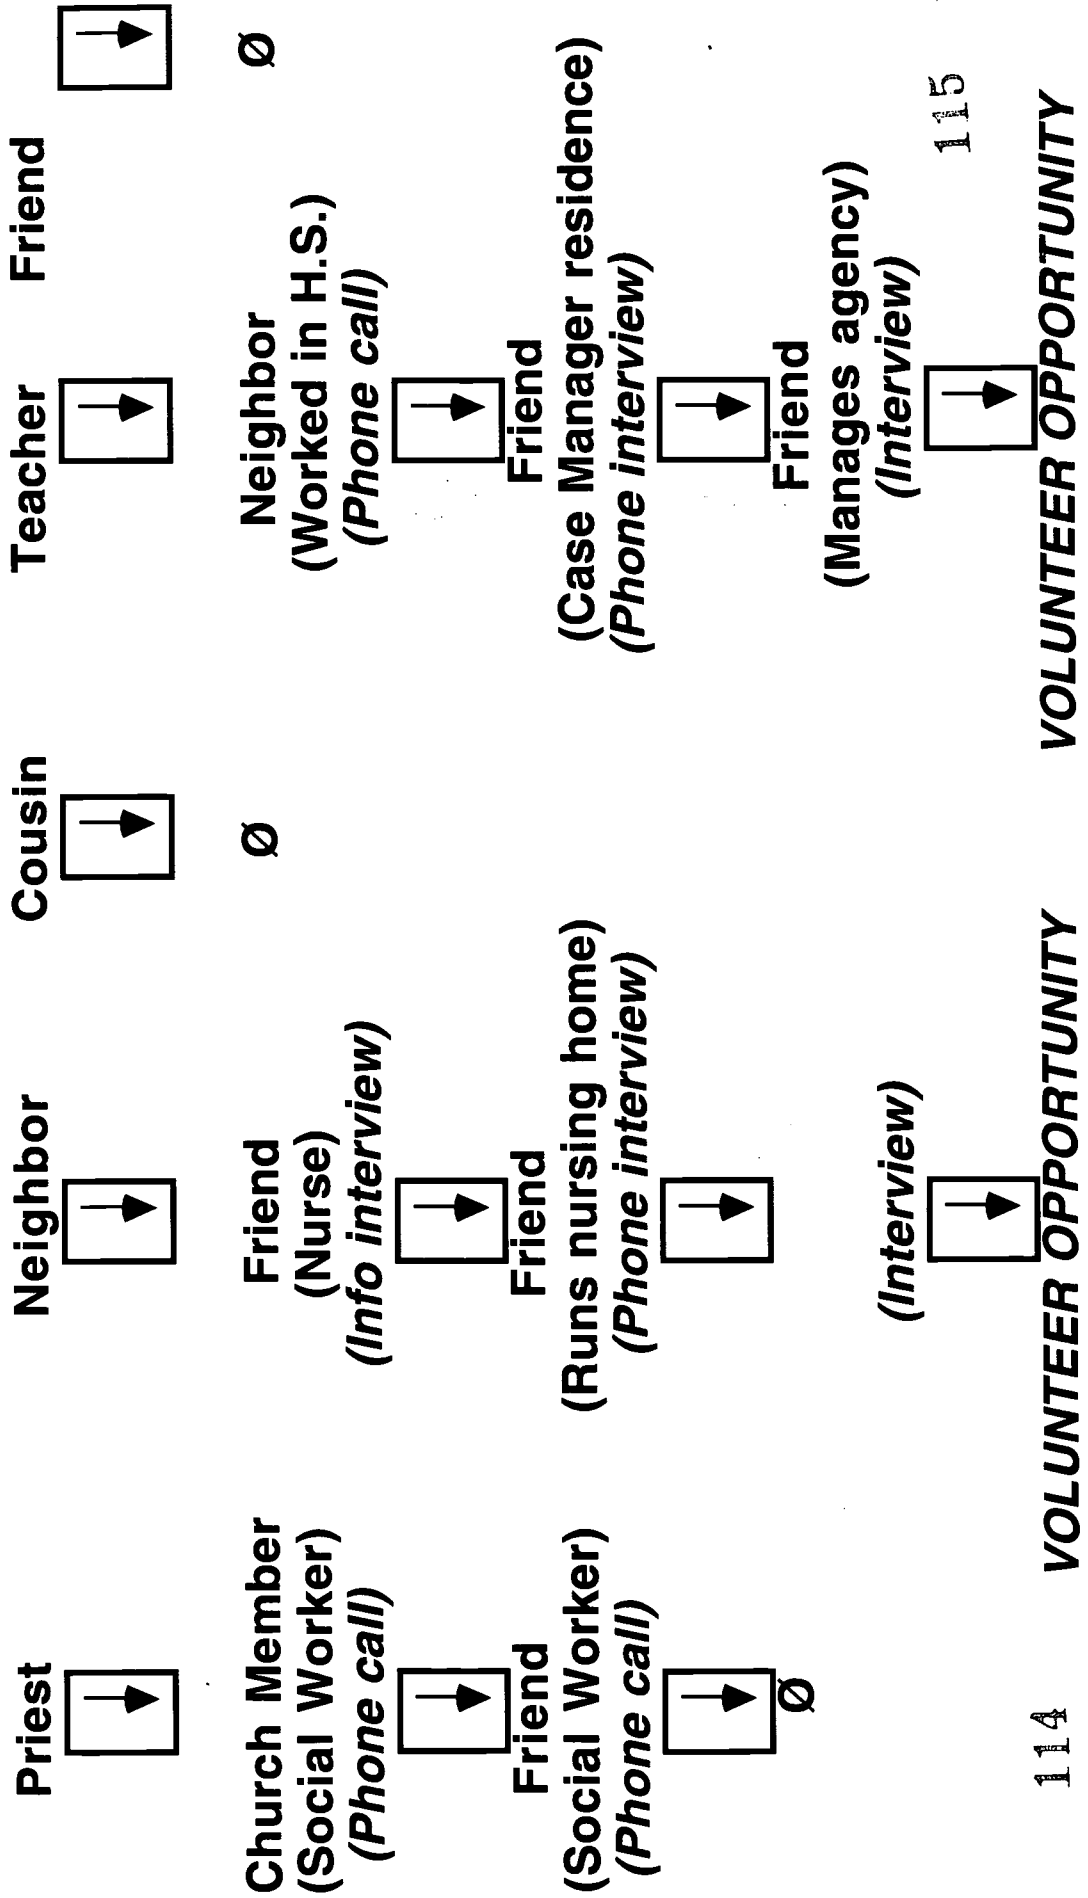 Priest
Church Member
(Social Worker)
(Phone call)
Friend
(Social Worker)
(Phone call)
Ø
Neighbor
Friend
(Nurse)
(Info interview)
Friend
(Runs nursing home)
(Phone interview)
(Interview)
VOLUNTEER OPPORTUNITY
Cousin
Ø
Teacher
Neighbor
(Worked in H.S.)
(Phone call)
Friend
(Case Manager residence)
(Phone interview)
Friend
(Manages agency)
(Interview)
VOLUNTEER OPPORTUNITY
Friend
Ø
114
115